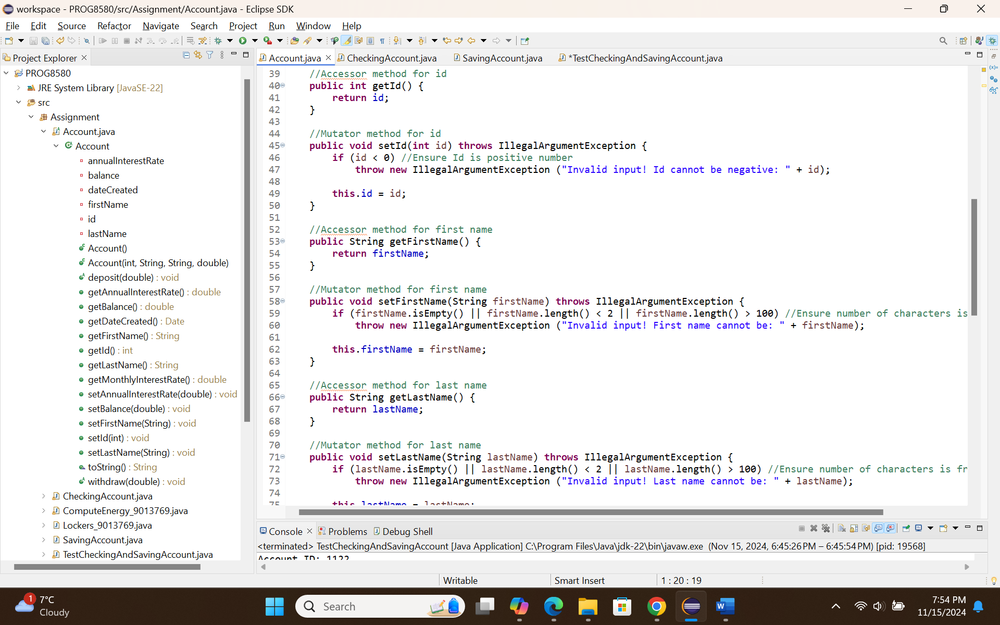 workspace - PROG8580/src/Assignment/Account.java - Eclipse SDK
File Edit Source Refactor Navigate Search Project Run Window Help
Project Explorer
Account.java CheckingAccount.java SavingAccount.java *TestCheckingAndSavingAccount.java
PROG8580
JRE System Library [JavaSE-22]
src
Assignment
Account.java
Account
annualInterestRate
balance
dateCreated
firstName
id
lastName
Account()
Account(int, String, String, double)
deposit(double) : void
getAnnualInterestRate() : double
getBalance() : double
getDateCreated() : Date
getFirstName() : String
getId() : int
getLastName() : String
getMonthlyInterestRate() : double
setAnnualInterestRate(double) : void
setBalance(double) : void
setFirstName(String) : void
setId(int) : void
setLastName(String) : void
toString() : String
withdraw(double) : void
CheckingAccount.java
ComputeEnergy_9013769.java
Lockers_9013769.java
SavingAccount.java
TestCheckingAndSavingAccount.java
39 //Accessor method for id
40 public int getId() {
41 return id;
42 }
43
44 //Mutator method for id
45 public void setId(int id) throws IllegalArgumentException {
46 if (id < 0) //Ensure Id is positive number
47 throw new IllegalArgumentException ("Invalid input! Id cannot be negative: " + id);
48
49 this.id = id;
50 }
51
52 //Accessor method for first name
53 public String getFirstName() {
54 return firstName;
55 }
56
57 //Mutator method for first name
58 public void setFirstName(String firstName) throws IllegalArgumentException {
59 if (firstName.isEmpty() || firstName.length() < 2 || firstName.length() > 100) //Ensure number of characters is
60 throw new IllegalArgumentException ("Invalid input! First name cannot be: " + firstName);
61
62 this.firstName = firstName;
63 }
64
65 //Accessor method for last name
66 public String getLastName() {
67 return lastName;
68 }
69
70 //Mutator method for last name
71 public void setLastName(String lastName) throws IllegalArgumentException {
72 if (lastName.isEmpty() || lastName.length() < 2 || lastName.length() > 100) //Ensure number of characters is fr
73 throw new IllegalArgumentException ("Invalid input! Last name cannot be: " + lastName);
74
75 this.lastName = lastName;
Console Problems Debug Shell
<terminated> TestCheckingAndSavingAccount [Java Application] C:\Program Files\Java\jdk-22\bin\javaw.exe (Nov 15, 2024, 6:45:26 PM – 6:45:54 PM) [pid: 19568]
Account ID: 1122
Writable Smart Insert 1 : 20 : 19
1
7°C
Cloudy
Search
7:54 PM
11/15/2024